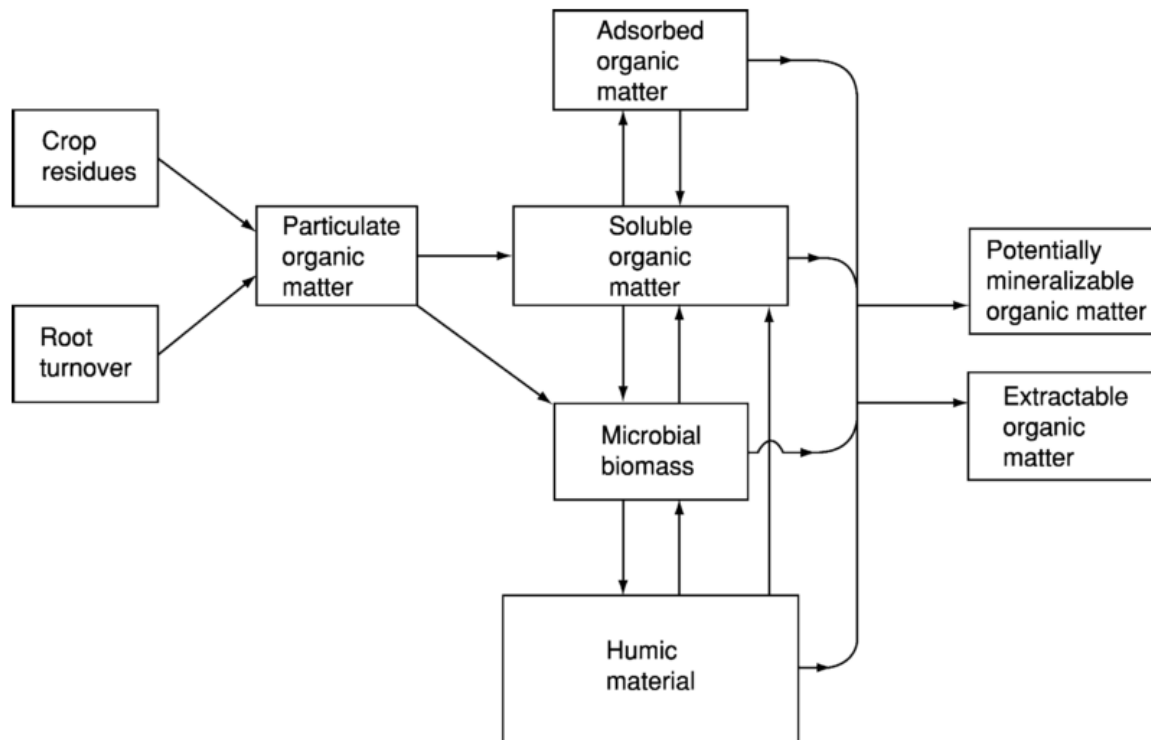 Adsorbed
organic
matter
Crop
residues
Particulate
organic
matter
Soluble
organic
matter
Potentially
mineralizable
organic matter
Root
turnover
Extractable
organic
matter
Microbial
biomass
Humic
material